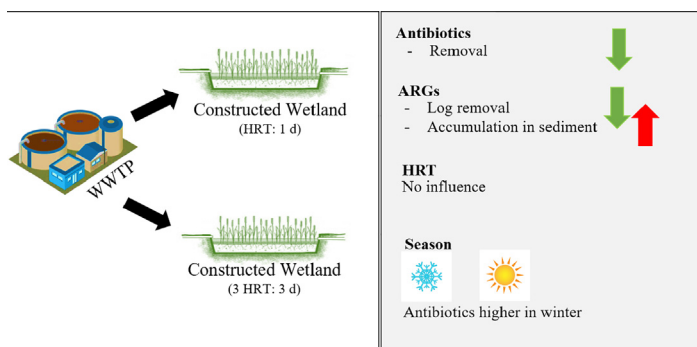 WWTP
Constructed Wetland
(HRT: 1 d)
Constructed Wetland
(3 HRT: 3 d)
Antibiotics
- Removal
ARGs
- Log removal
- Accumulation in sediment
HRT
No influence
Season
Antibiotics higher in winter